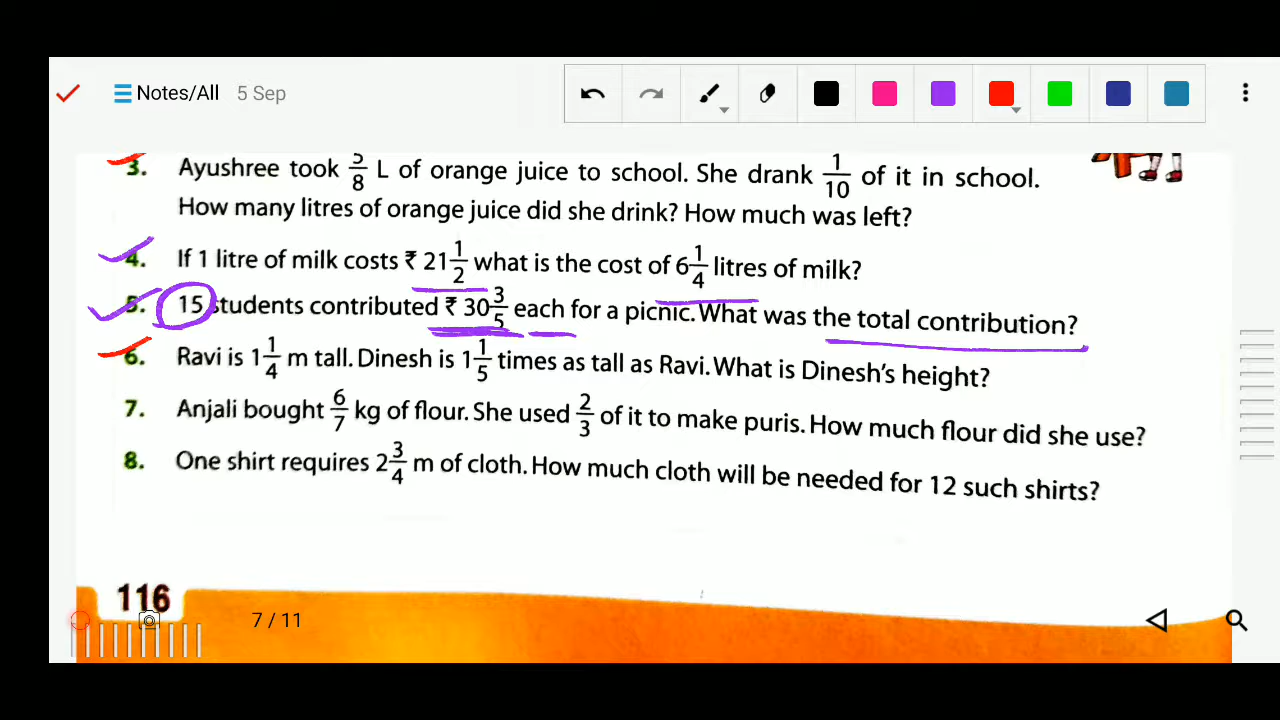 Notes/All 5 Sep
3. Ayushree took 5/8 L of orange juice to school. She drank 1/10 of it in school.
How many litres of orange juice did she drink? How much was left?
4. If 1 litre of milk costs ₹ 21 1/2 what is the cost of 6 1/4 litres of milk?
5. 15 students contributed ₹ 30 3/5 each for a picnic. What was the total contribution?
6. Ravi is 1 1/4 m tall. Dinesh is 1 1/5 times as tall as Ravi. What is Dinesh's height?
7. Anjali bought 6/7 kg of flour. She used 2/3 of it to make puris. How much flour did she use?
8. One shirt requires 2 3/4 m of cloth. How much cloth will be needed for 12 such shirts?
116
7 / 11